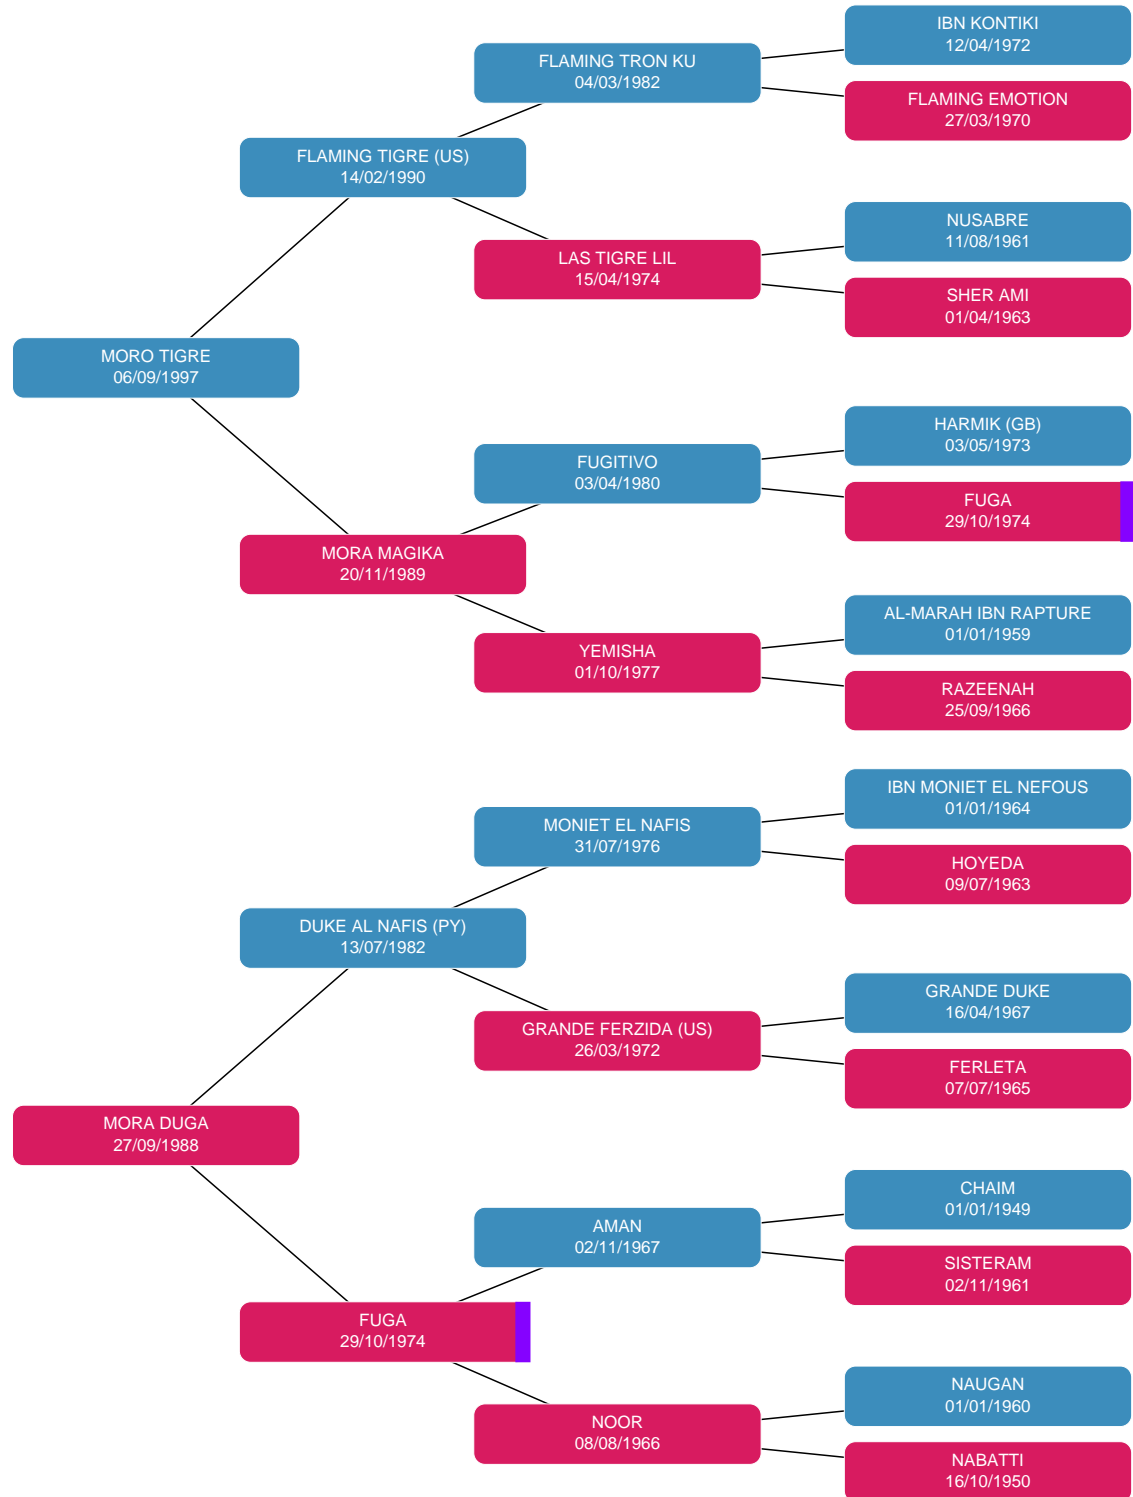 IBN KONTIKI
12/04/1972
FLAMING TRON KU
04/03/1982
FLAMING EMOTION
27/03/1970
FLAMING TIGRE (US)
14/02/1990
NUSABRE
11/08/1961
LAS TIGRE LIL
15/04/1974
SHER AMI
01/04/1963
MORO TIGRE
06/09/1997
HARMIK (GB)
03/05/1973
FUGITIVO
03/04/1980
FUGA
29/10/1974
MORA MAGIKA
20/11/1989
AL-MARAH IBN RAPTURE
01/01/1959
YEMISHA
01/10/1977
RAZEENAH
25/09/1966
IBN MONIET EL NEFOUS
01/01/1964
MONIET EL NAFIS
31/07/1976
HOYEDA
09/07/1963
DUKE AL NAFIS (PY)
13/07/1982
GRANDE DUKE
16/04/1967
GRANDE FERZIDA (US)
26/03/1972
FERLETA
07/07/1965
MORA DUGA
27/09/1988
CHAIM
01/01/1949
AMAN
02/11/1967
SISTERAM
02/11/1961
FUGA
29/10/1974
NAUGAN
01/01/1960
NOOR
08/08/1966
NABATTI
16/10/1950